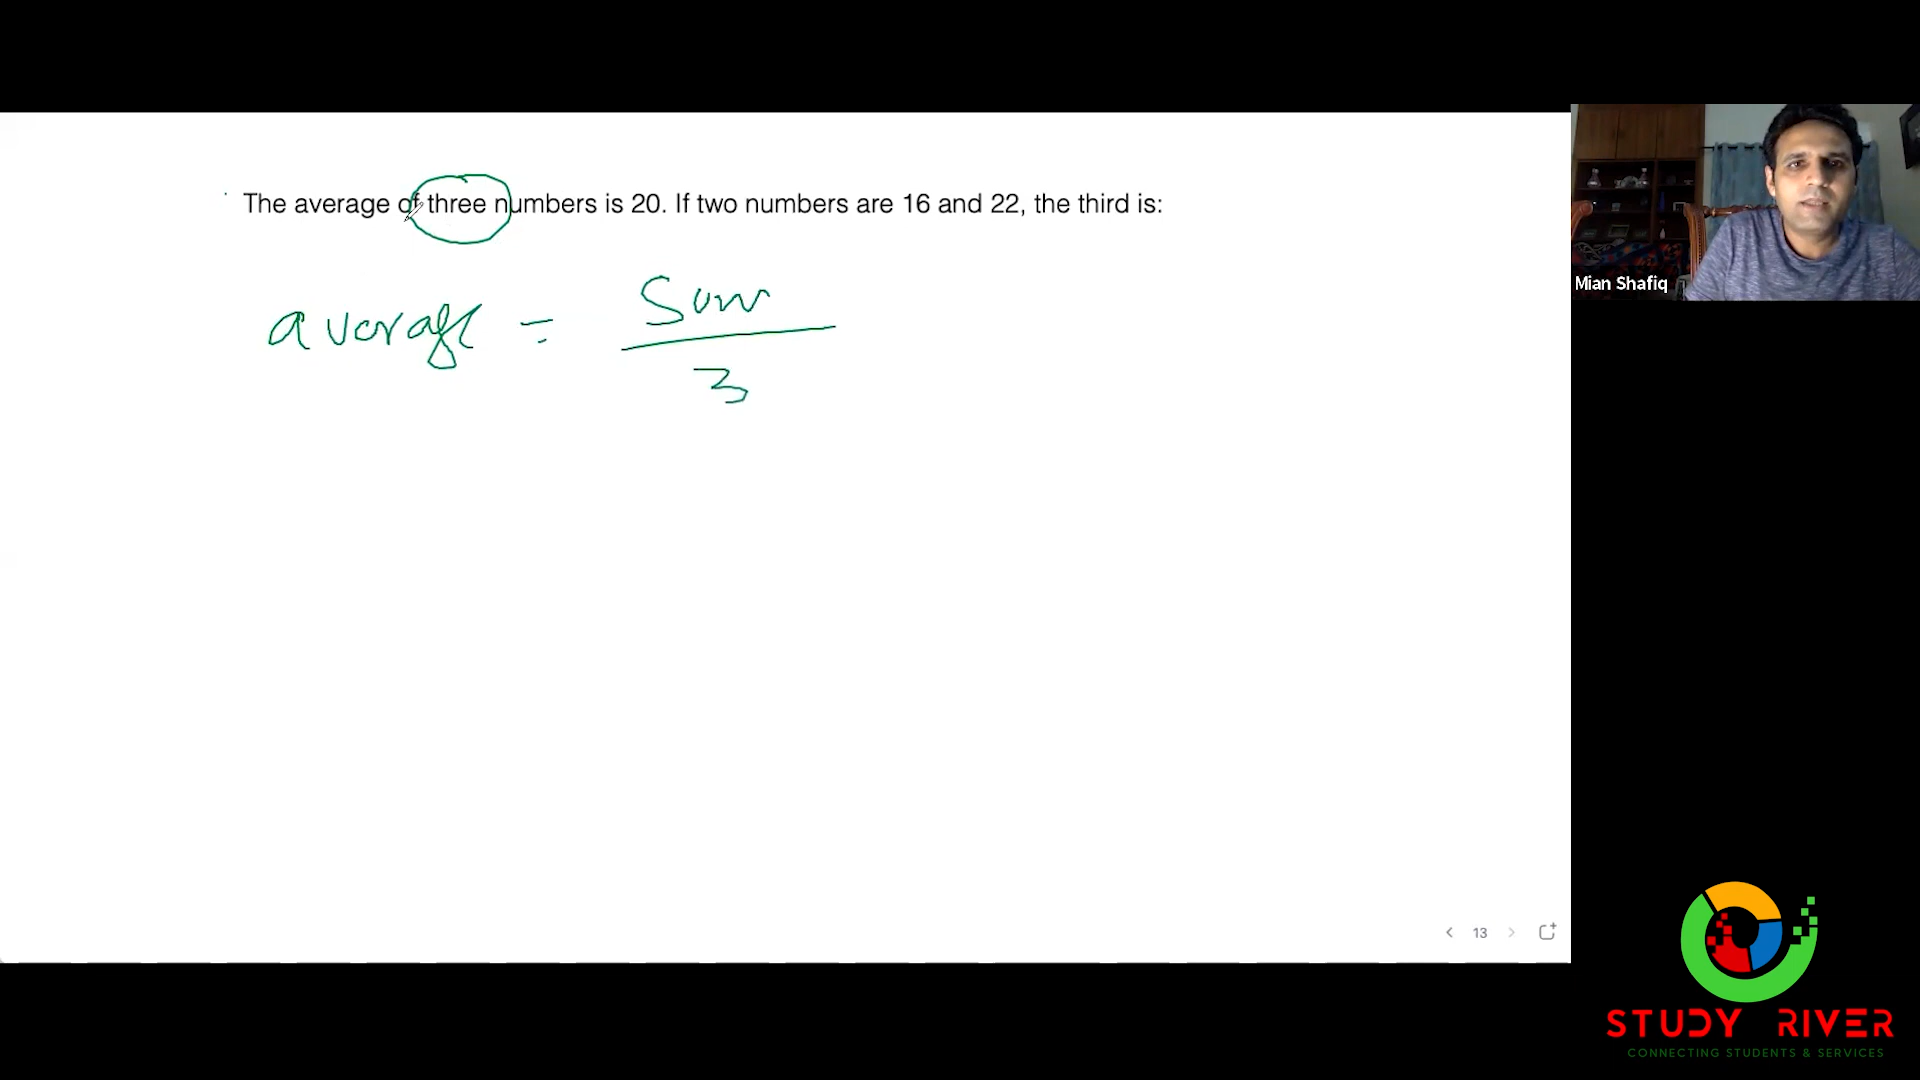 The average of three numbers is 20. If two numbers are 16 and 22, the third is:
average = Sum
3
Mian Shafiq
13
STUDY RIVER
CONNECTING STUDENTS & SERVICES